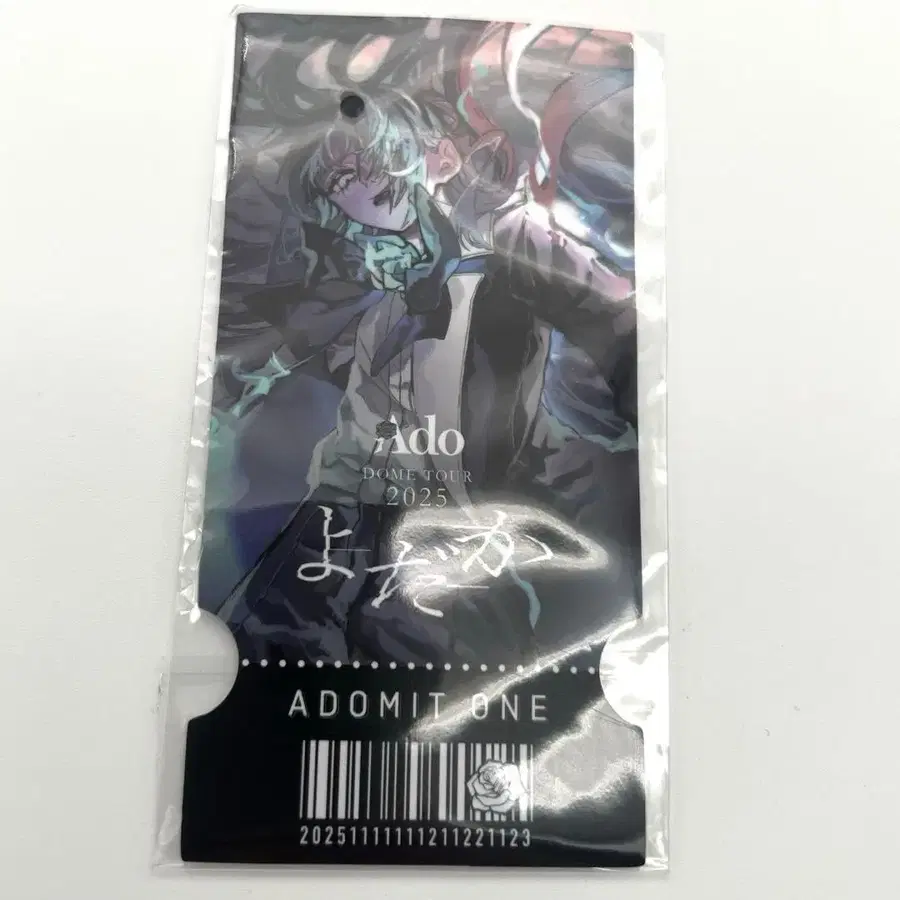 Ado
DOME TOUR
2025
よだか
ADOMIT ONE
20251111111211221123